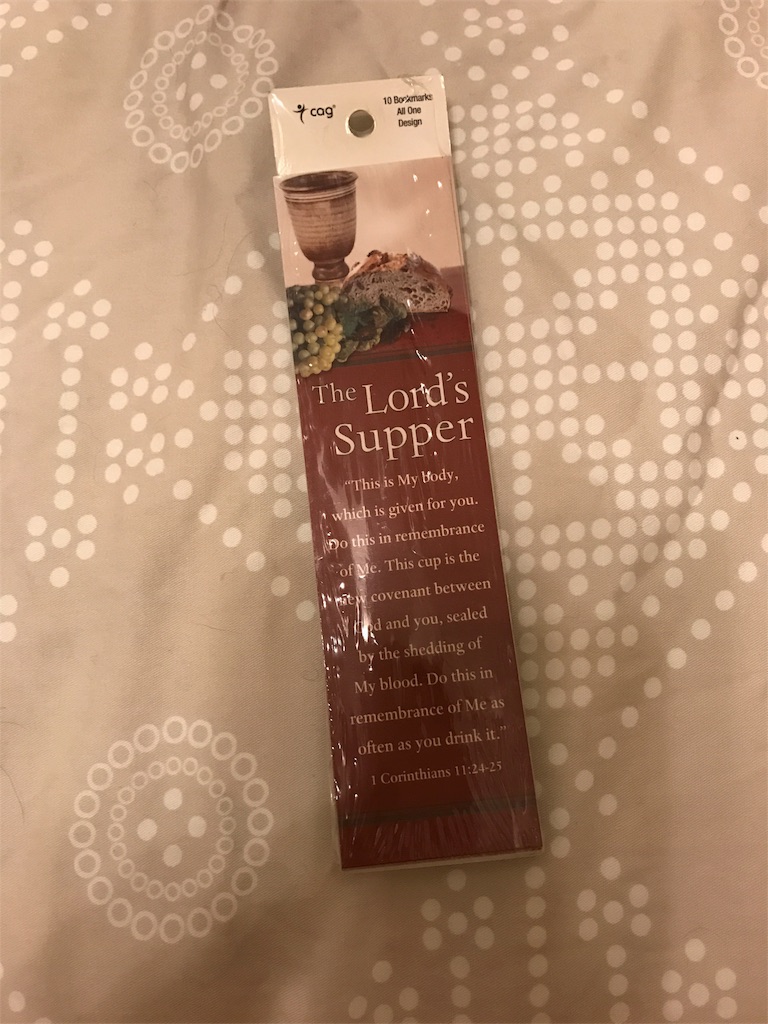 cag®
10 Bookmarks
All One
Design
The Lord's
Supper
“This is My body,
which is given for you.
Do this in remembrance
of Me. This cup is the
new covenant between
God and you, sealed
by the shedding of
My blood. Do this in
remembrance of Me as
often as you drink it.”
1 Corinthians 11:24-25